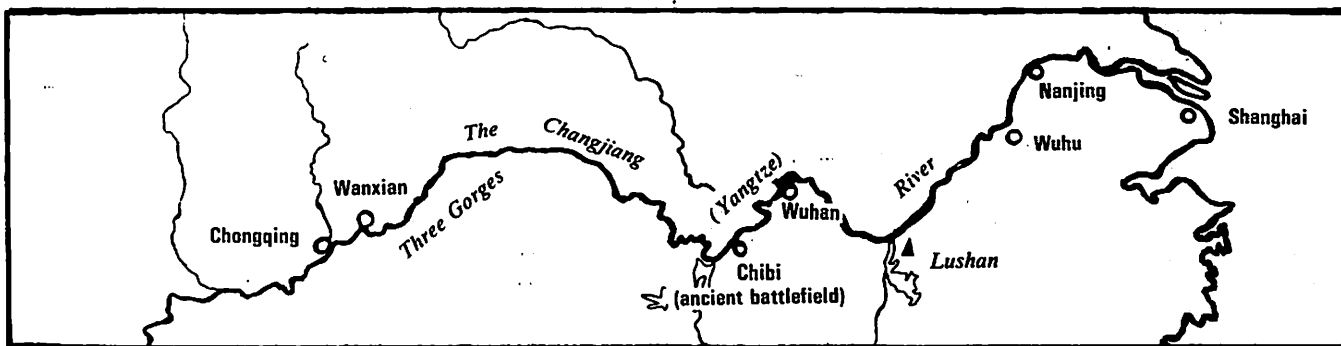 Chongqing
Wanxian
Three Gorges
The Changjiang (Yangtze) River
Chibi
(ancient battlefield)
Wuhan
Lushan
Nanjing
Wuhu
Shanghai